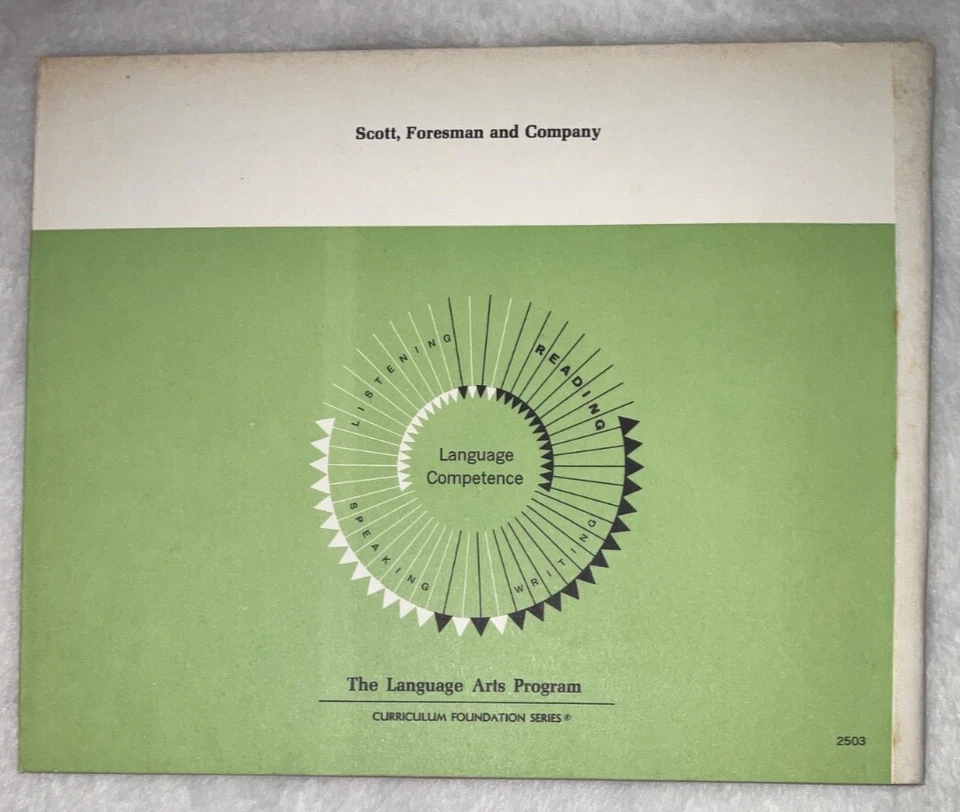 Scott, Foresman and Company
LISTENING
READING
Language
Competence
SPEAKING
WRITING
The Language Arts Program
CURRICULUM FOUNDATION SERIES ®
2503